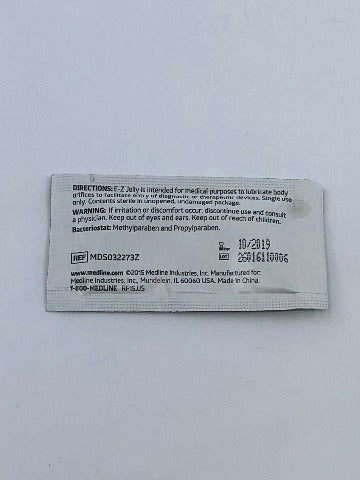 DIRECTIONS: E-Z Jelly is intended for medical purposes to lubricate body
orifices to facilitate entry of diagnostic or therapeutic devices. Single use
only. Contents sterile in unopened, undamaged package.
WARNING: If irritation or discomfort occur, discontinue use and consult
a physician. Keep out of eyes and ears. Keep out of reach of children.
Bacteriostat: Methylparaben and Propylparaben.
10/2019
REF MDS032273Z
LOT 26016110006
www.medline.com ©2015 Medline Industries, Inc. Manufactured for:
Medline Industries, Inc., Mundelein, IL 60060 USA. Made in China.
1-800-MEDLINE RF15JJS